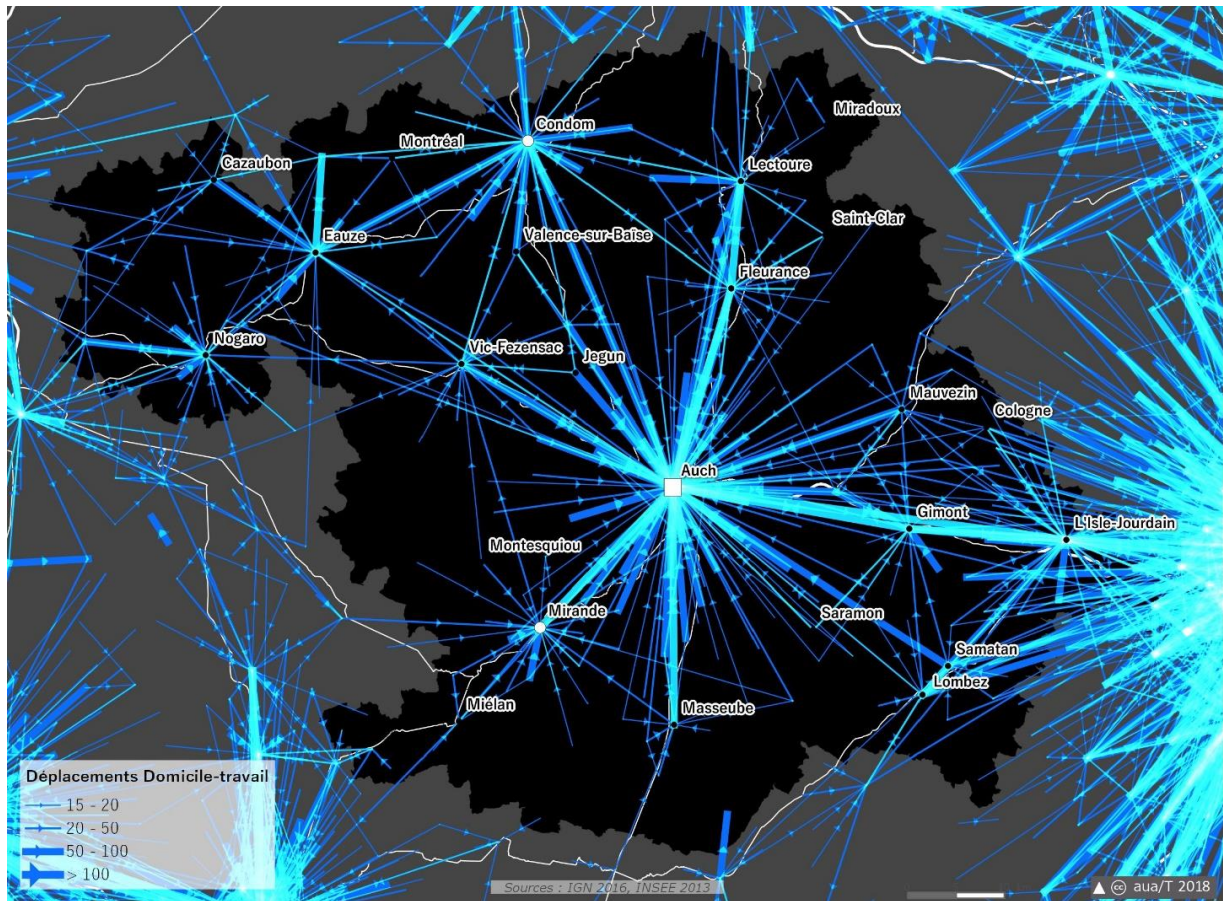 Condom
Miradoux
Montréal
Cazaubon
Lectoure
Saint-Clar
Eauze
Valence-sur-Baïse
Fleurance
Nogaro
Vic-Fezensac
Jegun
Mauvezin
Cologne
Auch
Gimont
L'Isle-Jourdain
Montesquiou
Mirande
Saramon
Samatan
Lombez
Miélan
Masseube
Déplacements Domicile-travail
15 - 20
20 - 50
50 - 100
> 100
Sources : IGN 2016, INSEE 2013
cc aua/T 2018